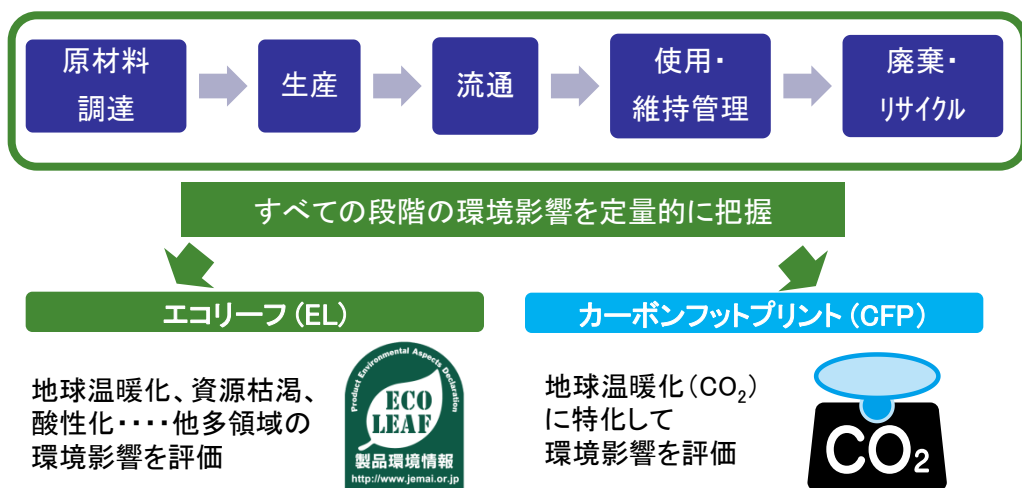 原材料
調達
生産
流通
使用・
維持管理
廃棄・
リサイクル
すべての段階の環境影響を定量的に把握
エコリーフ(EL)
地球温暖化、資源枯渇、
酸性化・・・・他多領域の
環境影響を評価
Product Environmental Aspects Declaration
ECO
LEAF
製品環境情報
http://www.jemai.or.jp
カーボンフットプリント(CFP)
地球温暖化(CO₂)
に特化して
環境影響を評価
CO₂